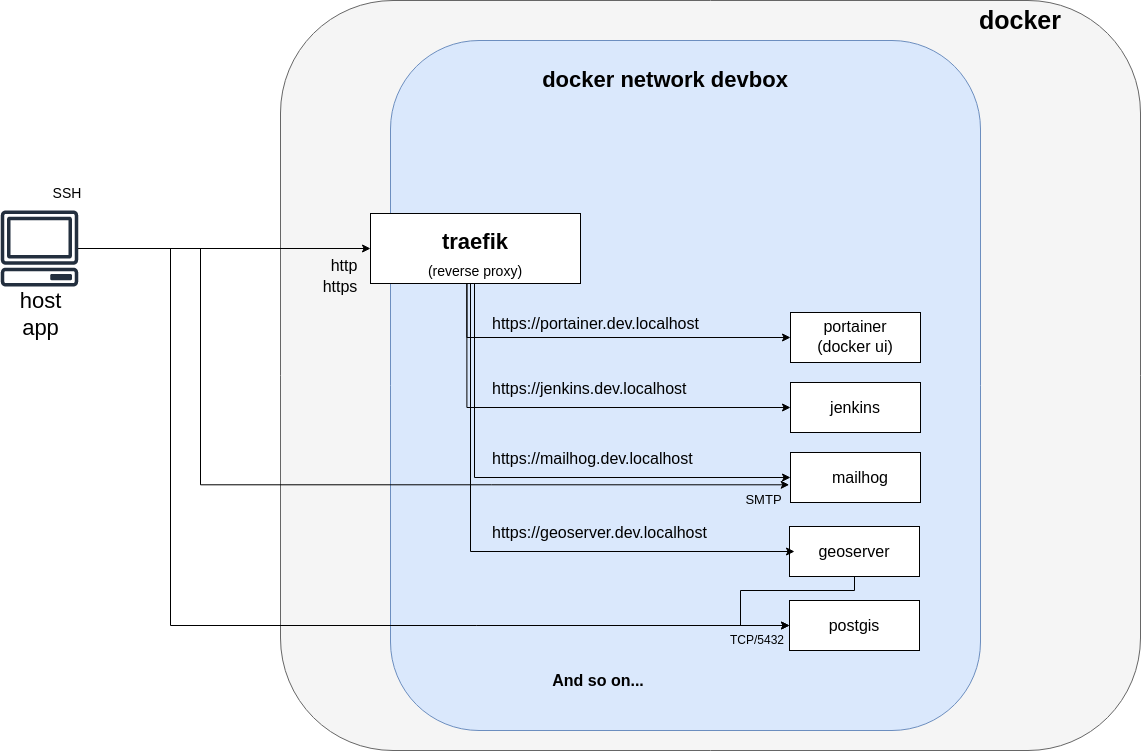 docker
docker network devbox
SSH
host
app
http
https
traefik
(reverse proxy)
https://portainer.dev.localhost
portainer
(docker ui)
https://jenkins.dev.localhost
jenkins
https://mailhog.dev.localhost
mailhog
SMTP
https://geoserver.dev.localhost
geoserver
postgis
TCP/5432
And so on...